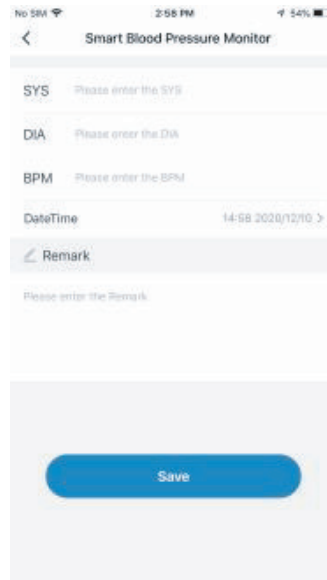 No SIM 2:58 PM 54%
Smart Blood Pressure Monitor
SYS Please enter the SYS
DIA Please enter the DIA
BPM Please enter the BPM
DateTime 14:58 2020/12/10
Remark
Please enter the Remark
Save